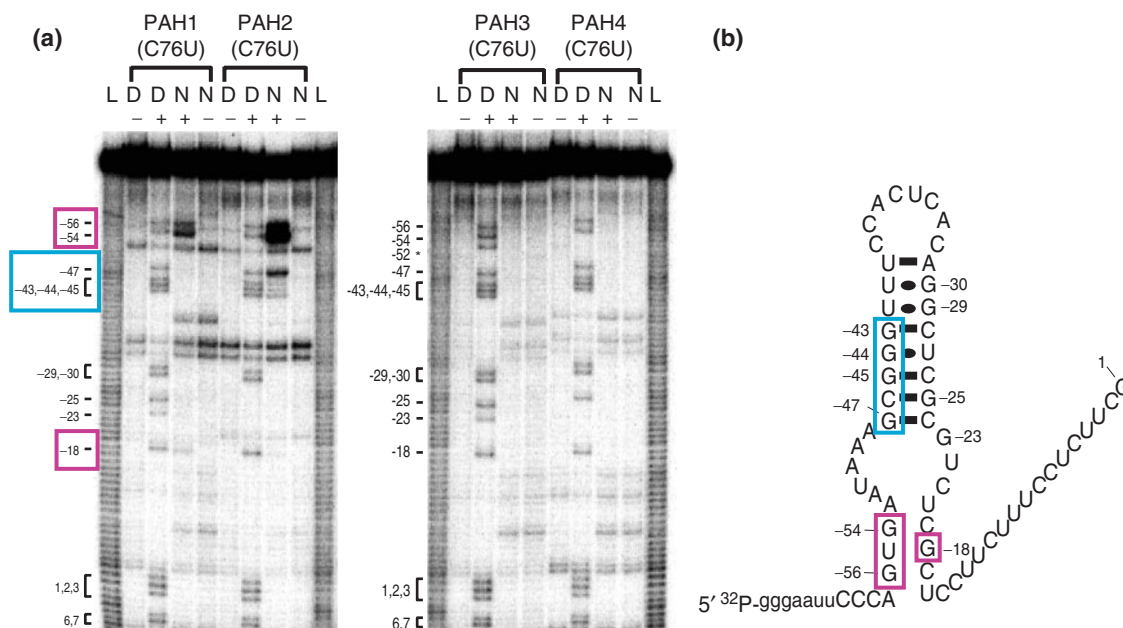 (a)
PAH1 PAH2 PAH3 PAH4
(C76U) (C76U) (C76U) (C76U)
L D D N N D D N N L L D D N N D D N N L
– + + – – + + – – + + – – + + –
–56
–54
–47
–43,–44,–45
–29,–30
–25
–23
–18
1,2,3
6,7
-56
-54
-52 *
-47
-43,-44,-45
-29,-30
-25
-23
-18
1,2,3
6,7
(b)
A C U C A C A
C C U U U
A G G C U C G C
–30
–29
–43
–44
–45
–47
G G G C G
–25
G U C U C G C U
–23
A A A U A A
–54
G U G
–56
–18
5′ ³²P-gggaauuCCCA
CCUUCUUUCCUCUUCG
1